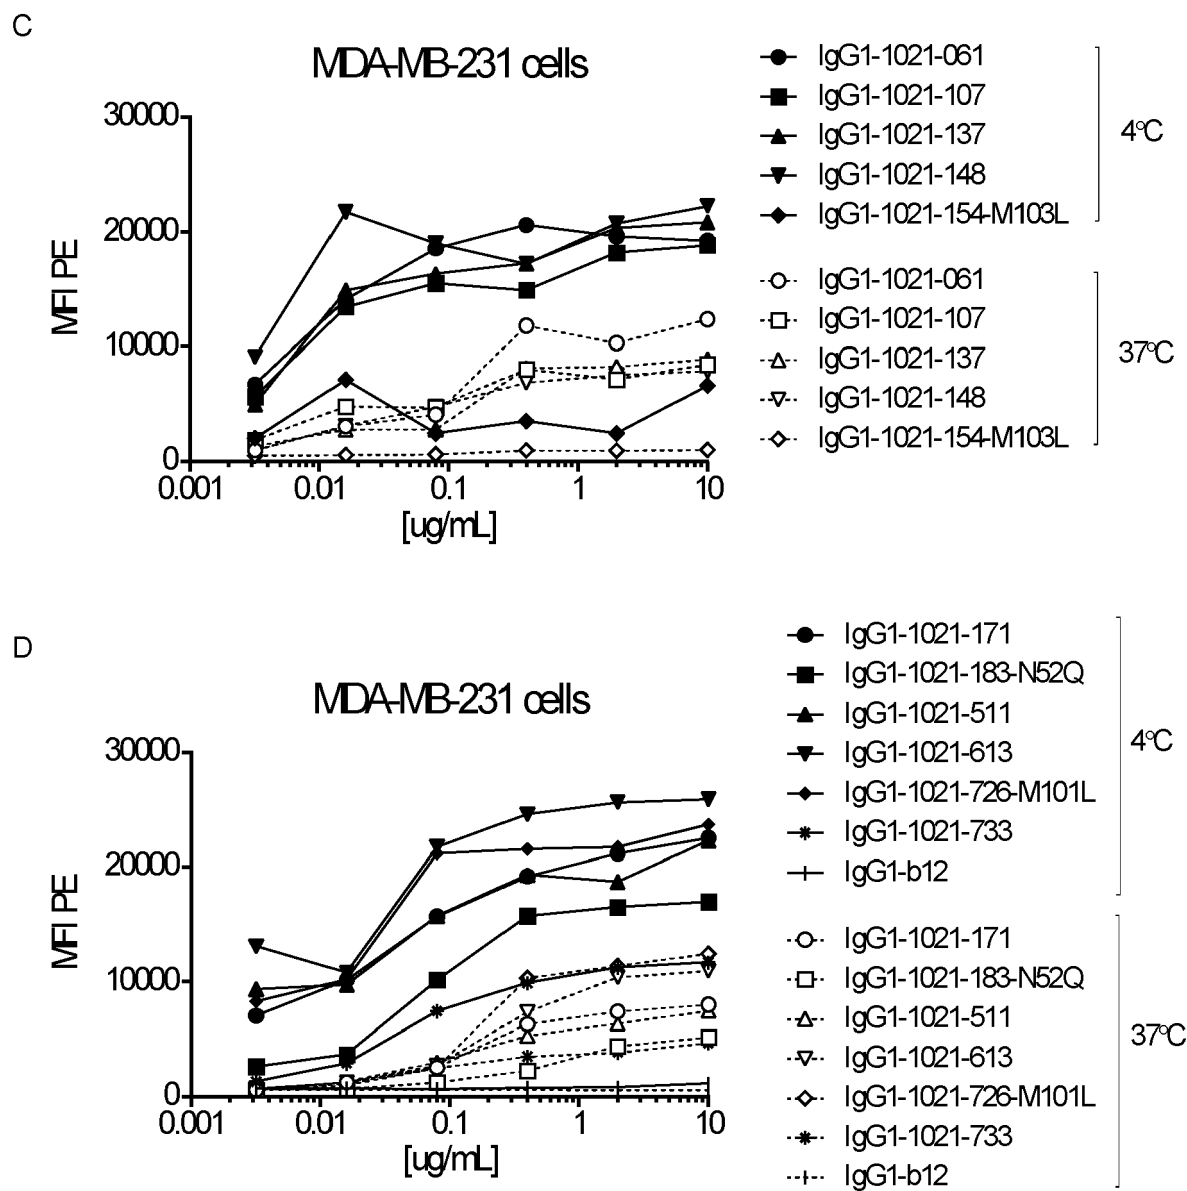 C
MDA-MB-231 cells
30000
20000
10000
0
MFI PE
0.001 0.01 0.1 1 10
[ug/mL]
IgG1-1021-061
IgG1-1021-107
IgG1-1021-137
IgG1-1021-148
IgG1-1021-154-M103L
4°C
IgG1-1021-061
IgG1-1021-107
IgG1-1021-137
IgG1-1021-148
IgG1-1021-154-M103L
37°C
D
MDA-MB-231 cells
30000
20000
10000
0
MFI PE
0.001 0.01 0.1 1 10
[ug/mL]
IgG1-1021-171
IgG1-1021-183-N52Q
IgG1-1021-511
IgG1-1021-613
IgG1-1021-726-M101L
IgG1-1021-733
IgG1-b12
4°C
IgG1-1021-171
IgG1-1021-183-N52Q
IgG1-1021-511
IgG1-1021-613
IgG1-1021-726-M101L
IgG1-1021-733
IgG1-b12
37°C